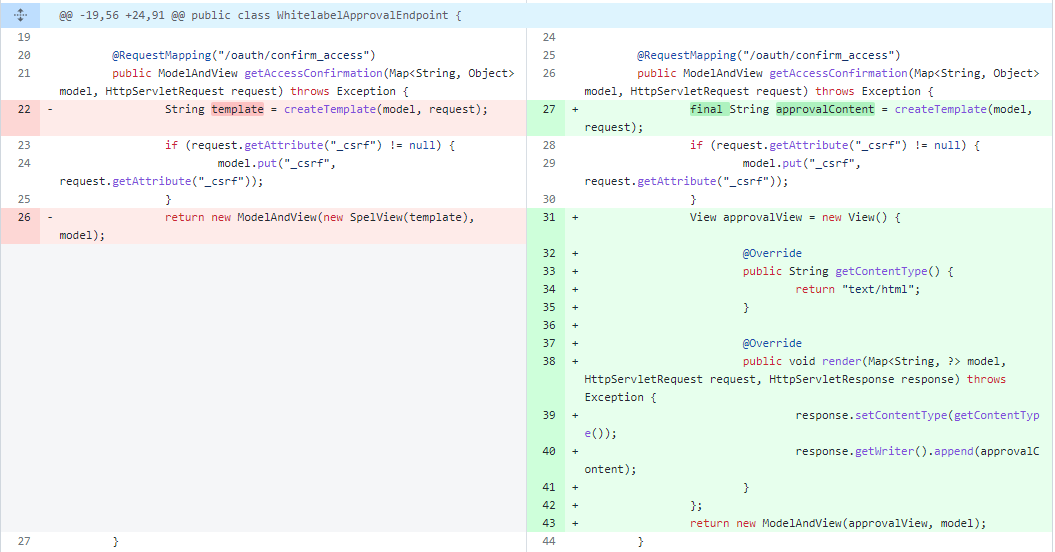 @@ -19,56 +24,91 @@ public class WhitelabelApprovalEndpoint {
19
20 @RequestMapping("/oauth/confirm_access")
21 public ModelAndView getAccessConfirmation(Map<String, Object>
model, HttpServletRequest request) throws Exception {
22 - String template = createTemplate(model, request);
23 if (request.getAttribute("_csrf") != null) {
24 model.put("_csrf",
request.getAttribute("_csrf"));
25 }
26 - return new ModelAndView(new SpelView(template),
model);
27 }
24
25 @RequestMapping("/oauth/confirm_access")
26 public ModelAndView getAccessConfirmation(Map<String, Object>
model, HttpServletRequest request) throws Exception {
27 + final String approvalContent = createTemplate(model,
request);
28 if (request.getAttribute("_csrf") != null) {
29 model.put("_csrf",
request.getAttribute("_csrf"));
30 }
31 + View approvalView = new View() {
32 + @Override
33 + public String getContentType() {
34 + return "text/html";
35 + }
36 +
37 + @Override
38 + public void render(Map<String, ?> model,
HttpServletRequest request, HttpServletResponse response) throws
Exception {
39 + response.setContentType(getContentTyp
e());
40 + response.getWriter().append(approvalC
ontent);
41 + }
42 + };
43 + return new ModelAndView(approvalView, model);
44 }